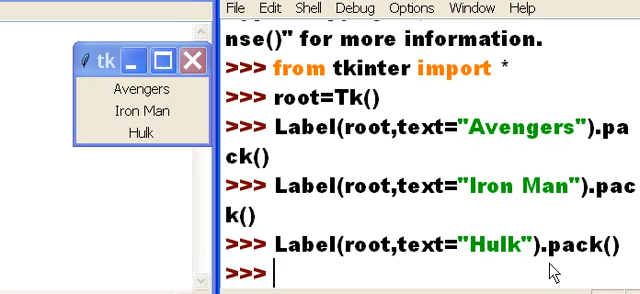 tk
Avengers
Iron Man
Hulk
File Edit Shell Debug Options Window Help
nse()" for more information.
>>> from tkinter import *
>>> root=Tk()
>>> Label(root,text="Avengers").pa
ck()
>>> Label(root,text="Iron Man").pac
k()
>>> Label(root,text="Hulk").pack()
>>>